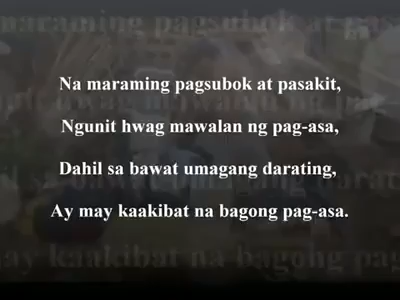 Na maraming pagsubok at pasakit,
Ngunit hwag mawalan ng pag-asa,
Dahil sa bawat umagang darating,
Ay may kaakibat na bagong pag-asa.